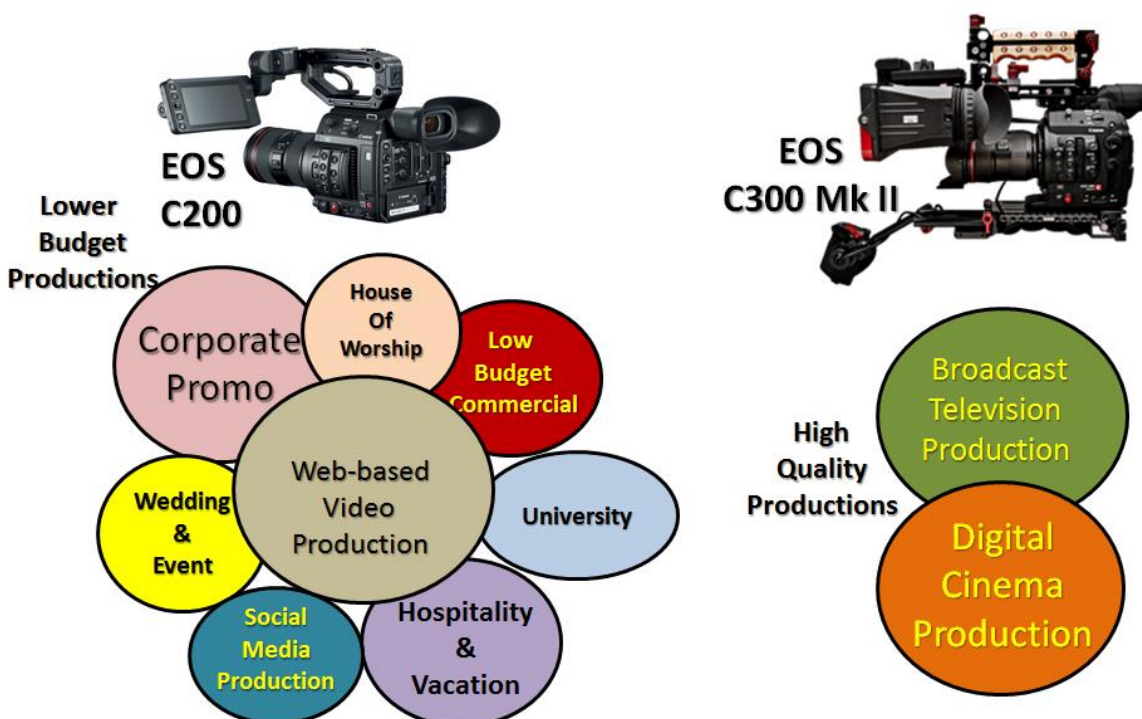 EOS
C200
EOS
C300 Mk II
Lower
Budget
Productions
Corporate
Promo
House
Of
Worship
Low
Budget
Commercial
Web-based
Video
Production
Wedding
&
Event
University
Social
Media
Production
Hospitality
&
Vacation
High
Quality
Productions
Broadcast
Television
Production
Digital
Cinema
Production